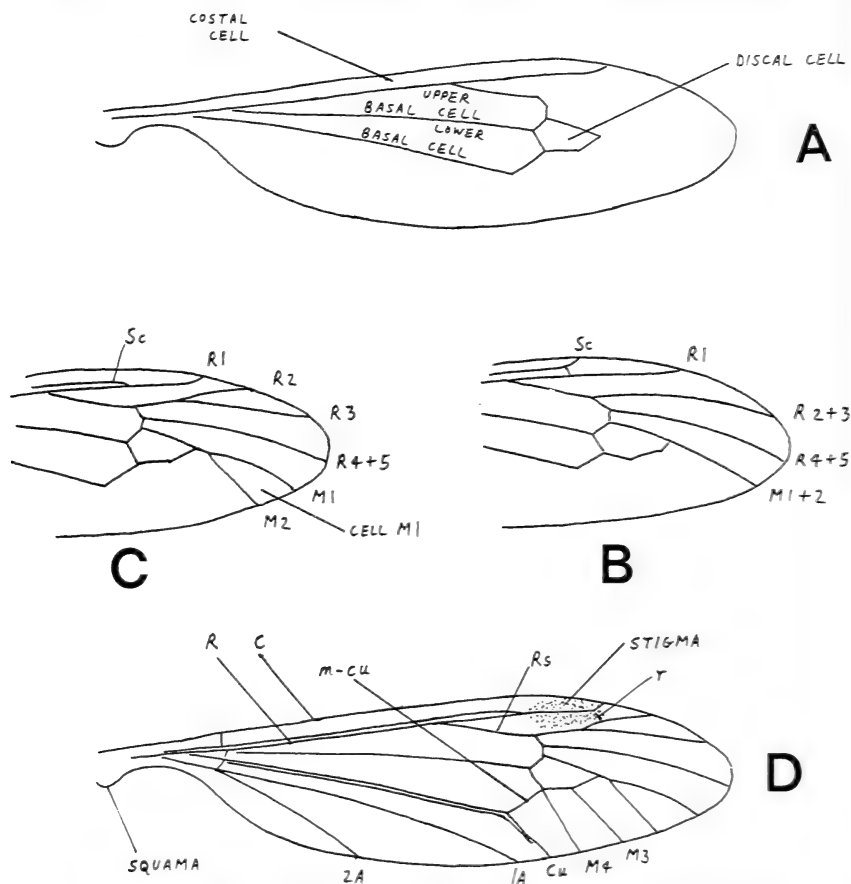 COSTAL
CELL
DISCAL CELL
UPPER
BASAL CELL
LOWER
BASAL CELL
A
Sc
R1
R2
R3
R4+5
M1
CELL M1
M2
C
Sc
R1
R2+3
R4+5
M1+2
B
R
C
m-cu
Rs
STIGMA
r
D
SQUAMA
2A
1A
Cu
M4
M3